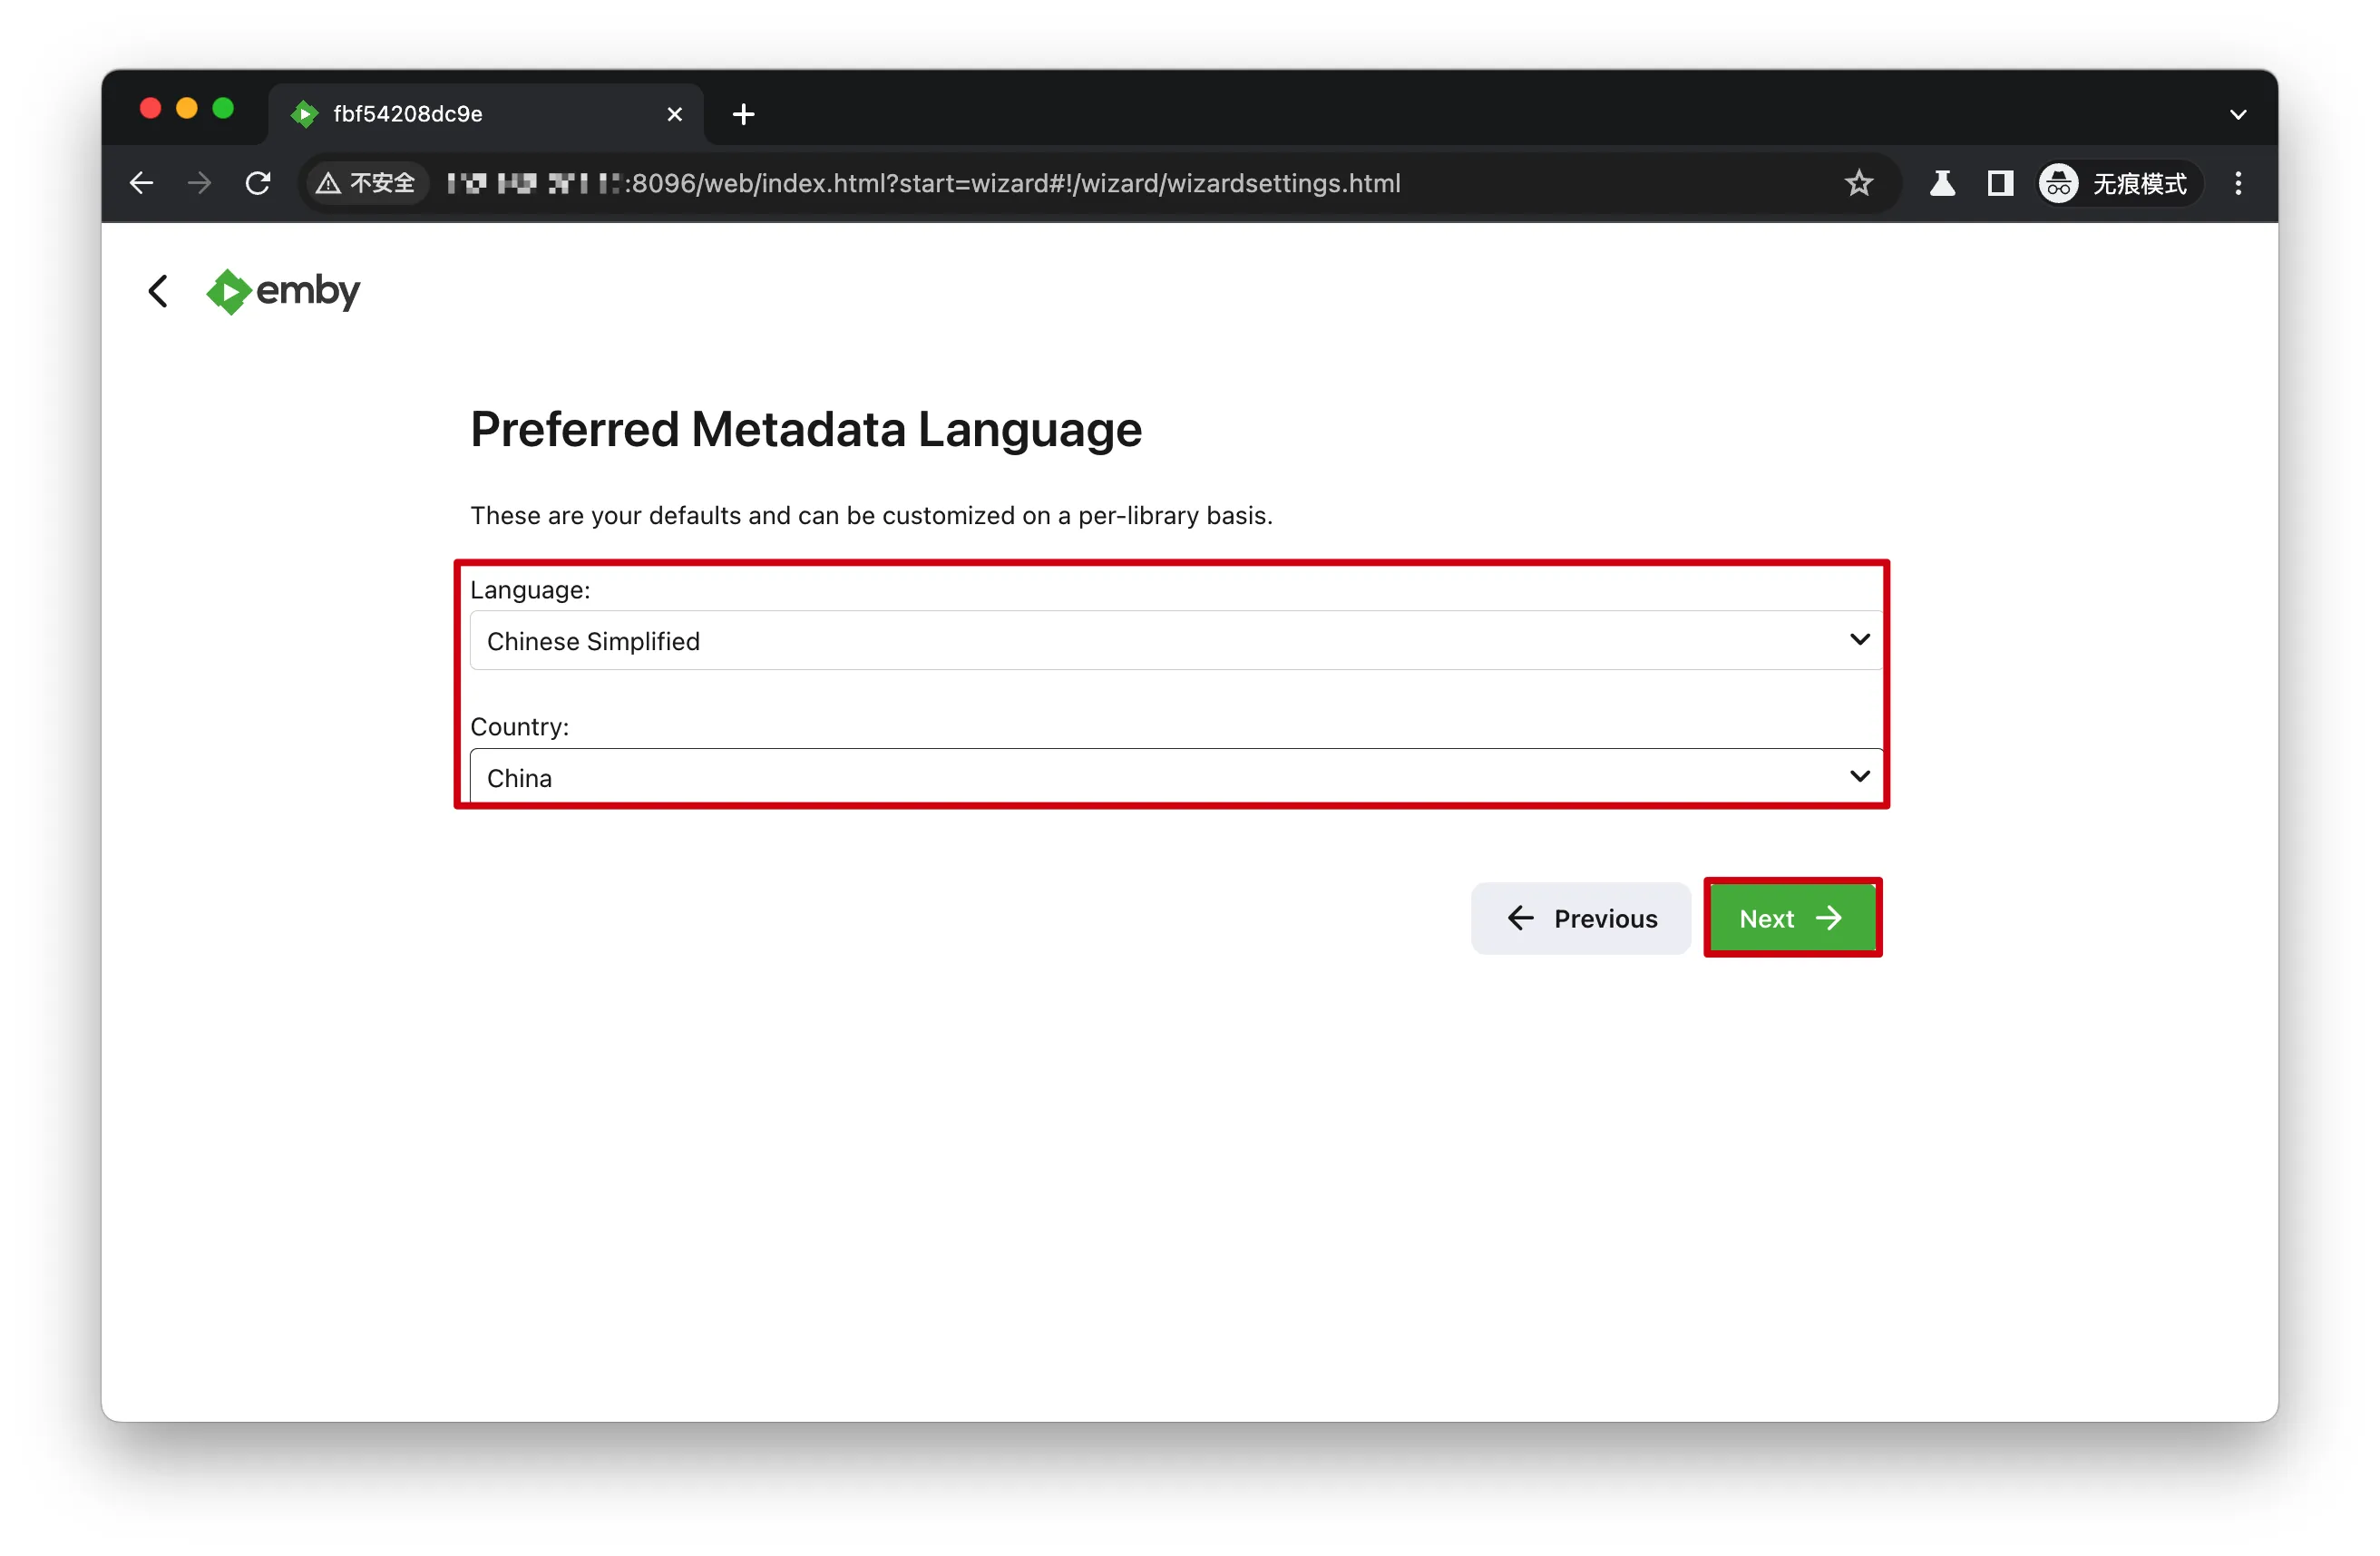 fbf54208dc9e
不安全 :8096/web/index.html?start=wizard#!/wizard/wizardsettings.html 无痕模式
emby
Preferred Metadata Language
These are your defaults and can be customized on a per-library basis.
Language:
Chinese Simplified
Country:
China
Previous Next